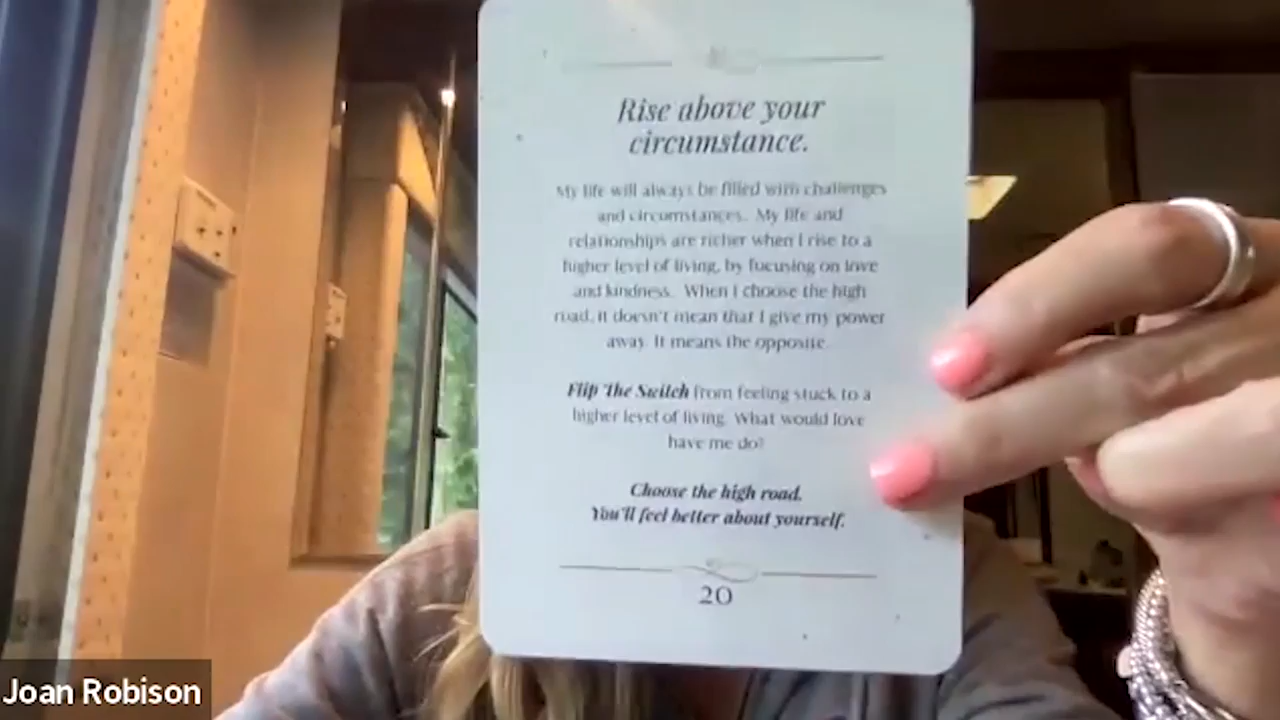 Rise above your
circumstance.
My life will always be filled with challenges
and circumstances. My life and
relationships are richer when I rise to a
higher level of living, by focusing on love
and kindness. When I choose the high
road, it doesn't mean that I give my power
away. It means the opposite.
Flip The Switch from feeling stuck to a
higher level of living. What would love
have me do?
Choose the high road.
You'll feel better about yourself.
20
Joan Robison